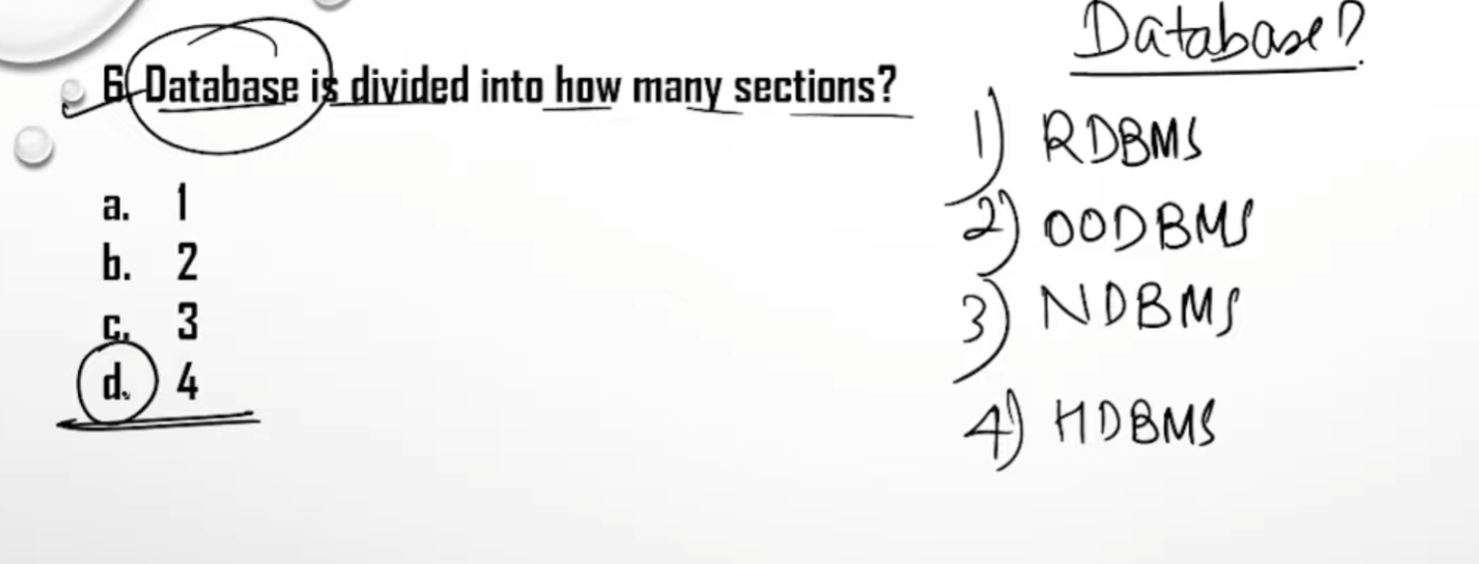 6. Database is divided into how many sections?
a. 1
b. 2
c. 3
d. 4
Database?
1) RDBMS
2) OODBMS
3) NDBMS
4) HDBMS